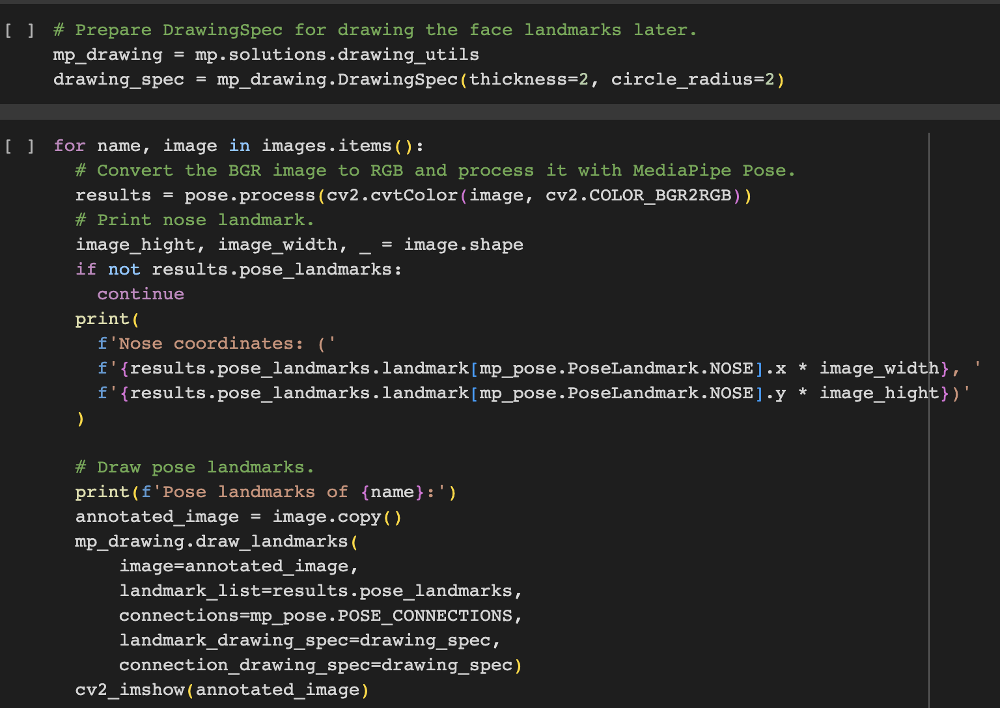 [ ] # Prepare DrawingSpec for drawing the face landmarks later.
mp_drawing = mp.solutions.drawing_utils
drawing_spec = mp_drawing.DrawingSpec(thickness=2, circle_radius=2)
[ ] for name, image in images.items():
  # Convert the BGR image to RGB and process it with MediaPipe Pose.
  results = pose.process(cv2.cvtColor(image, cv2.COLOR_BGR2RGB))
  # Print nose landmark.
  image_hight, image_width, _ = image.shape
  if not results.pose_landmarks:
    continue
  print(
    f'Nose coordinates: ('
    f'{results.pose_landmarks.landmark[mp_pose.PoseLandmark.NOSE].x * image_width}, '
    f'{results.pose_landmarks.landmark[mp_pose.PoseLandmark.NOSE].y * image_hight})'
  )

  # Draw pose landmarks.
  print(f'Pose landmarks of {name}:')
  annotated_image = image.copy()
  mp_drawing.draw_landmarks(
      image=annotated_image,
      landmark_list=results.pose_landmarks,
      connections=mp_pose.POSE_CONNECTIONS,
      landmark_drawing_spec=drawing_spec,
      connection_drawing_spec=drawing_spec)
  cv2_imshow(annotated_image)